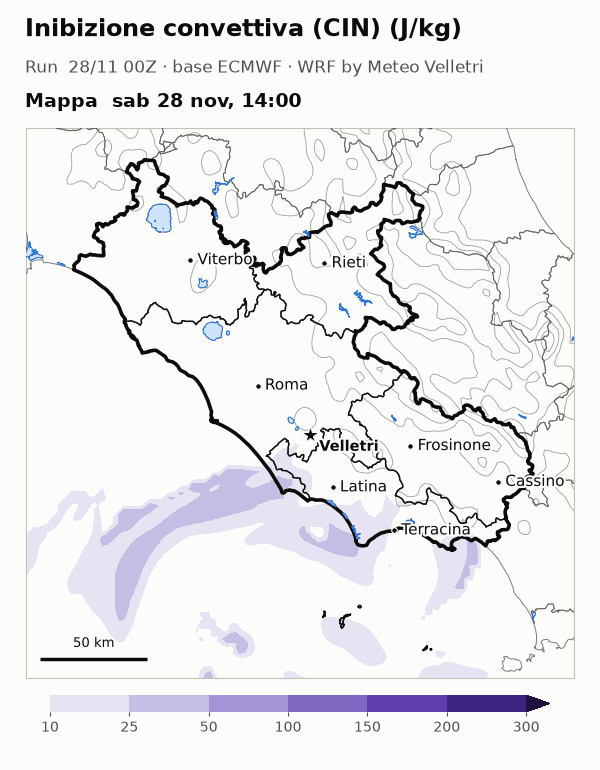 Inibizione convettiva (CIN) (J/kg)
Run  28/11 00Z · base ECMWF · WRF by Meteo Velletri
Mappa  sab 28 nov, 14:00
Viterbo
Rieti
Roma
Velletri
Frosinone
Cassino
Latina
Terracina
50 km
10 25 50 100 150 200 300